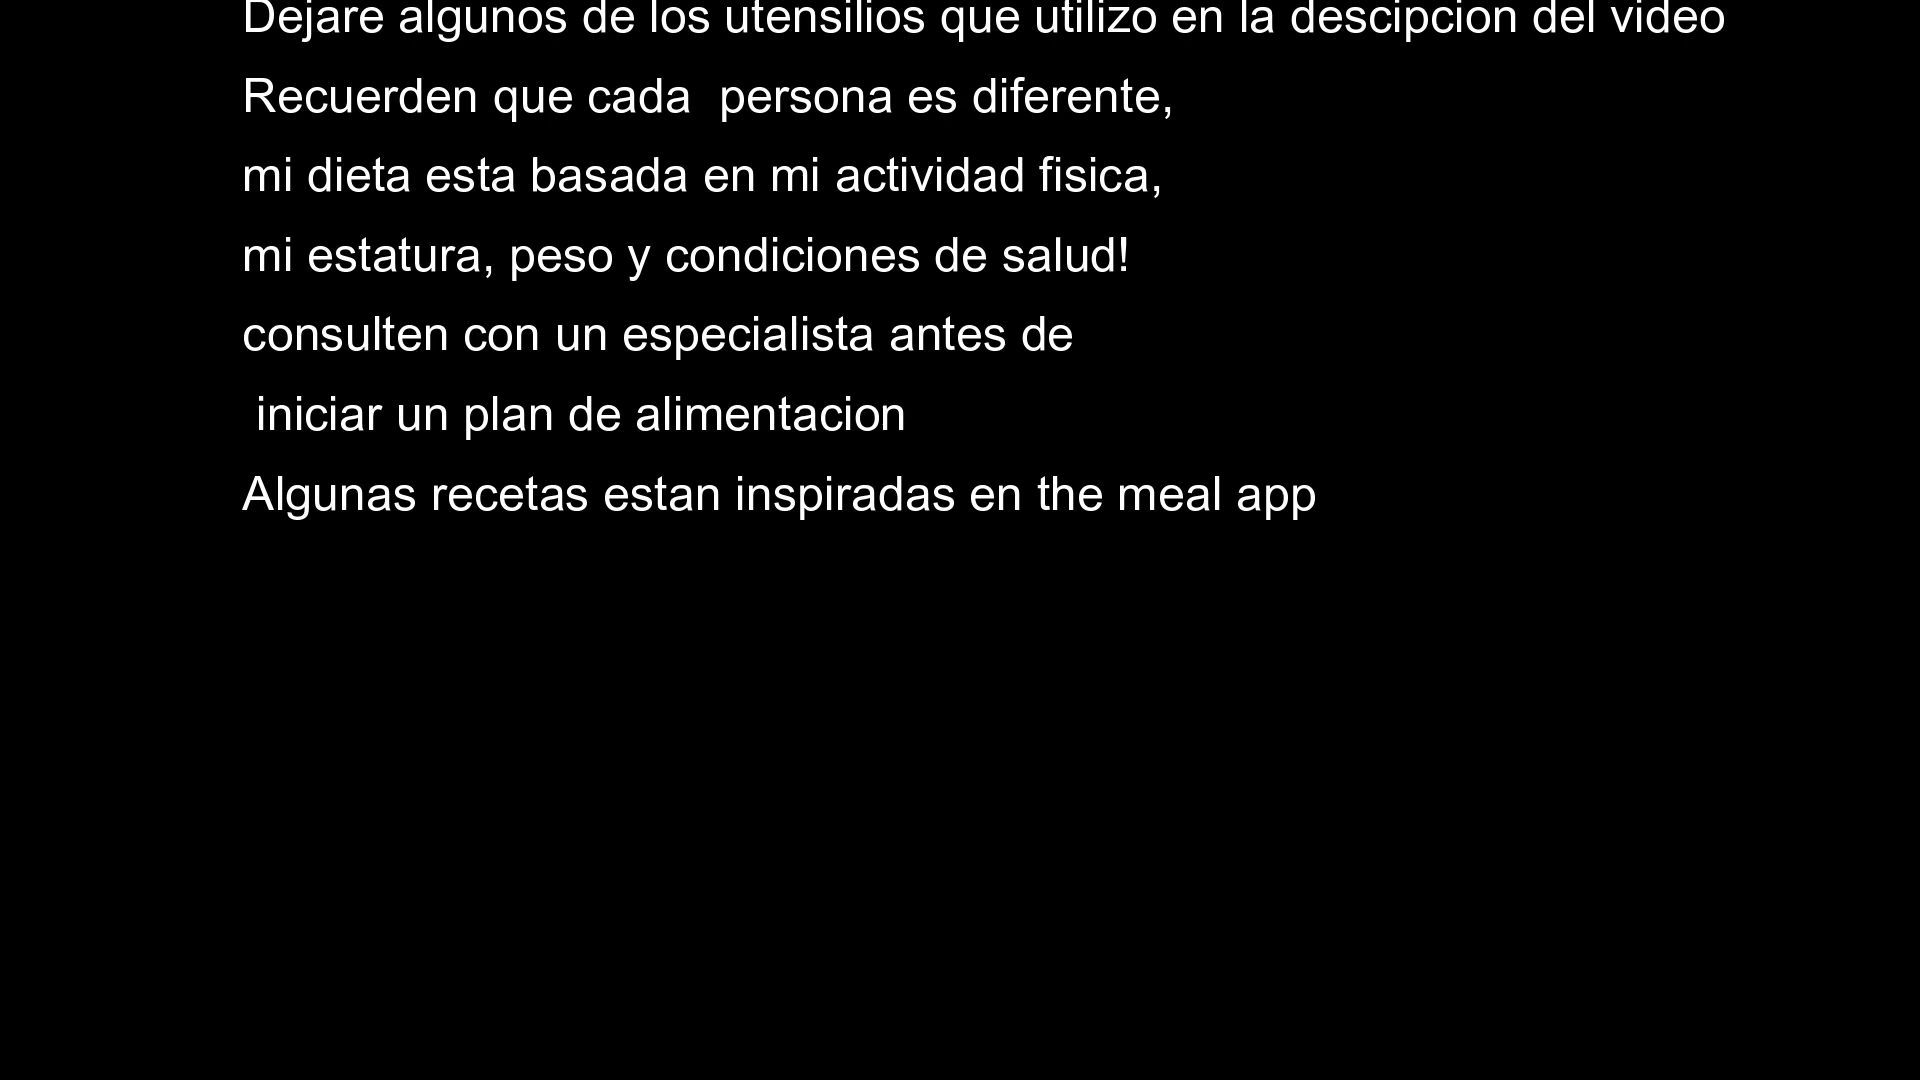 Dejare algunos de los utensilios que utilizo en la descipcion del video
Recuerden que cada  persona es diferente,
mi dieta esta basada en mi actividad fisica,
mi estatura, peso y condiciones de salud!
consulten con un especialista antes de
iniciar un plan de alimentacion
Algunas recetas estan inspiradas en the meal app